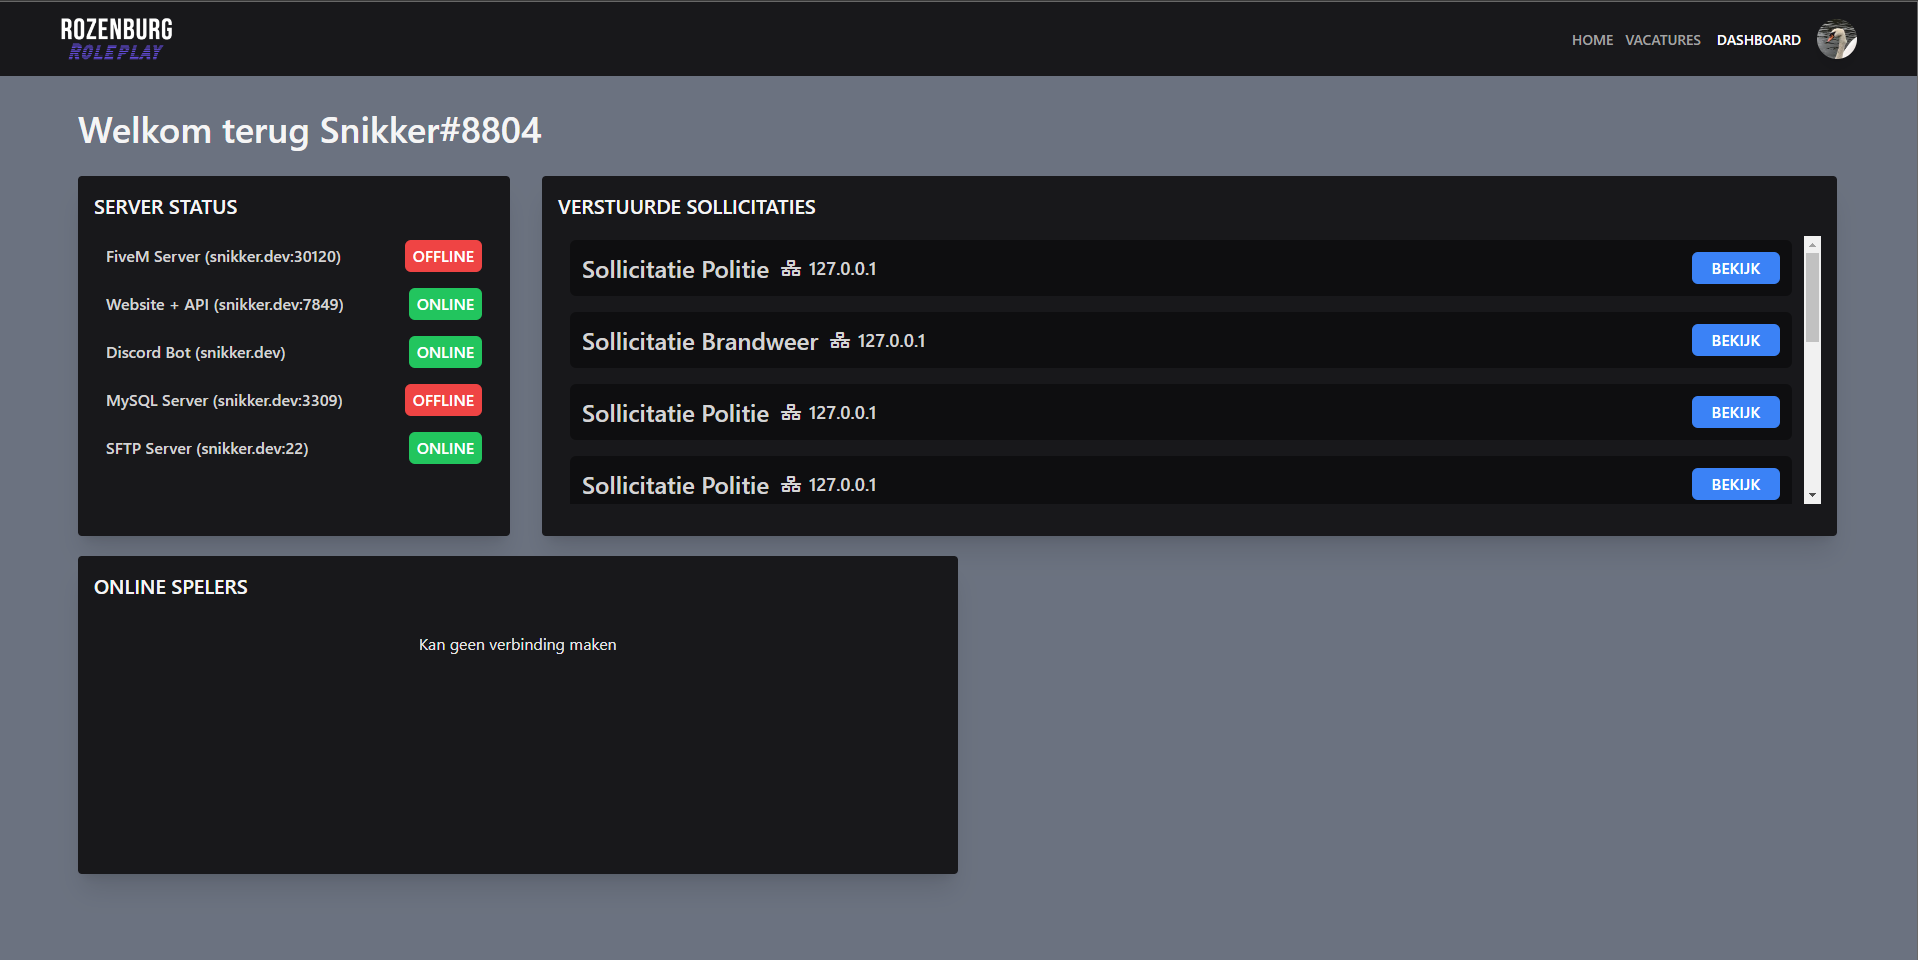 ROZENBURG
ROLEPLAY
HOME VACATURES DASHBOARD
Welkom terug Snikker#8804
SERVER STATUS
FiveM Server (snikker.dev:30120) OFFLINE
Website + API (snikker.dev:7849) ONLINE
Discord Bot (snikker.dev) ONLINE
MySQL Server (snikker.dev:3309) OFFLINE
SFTP Server (snikker.dev:22) ONLINE
VERSTUURDE SOLLICITATIES
Sollicitatie Politie 127.0.0.1 BEKIJK
Sollicitatie Brandweer 127.0.0.1 BEKIJK
Sollicitatie Politie 127.0.0.1 BEKIJK
Sollicitatie Politie 127.0.0.1 BEKIJK
ONLINE SPELERS
Kan geen verbinding maken